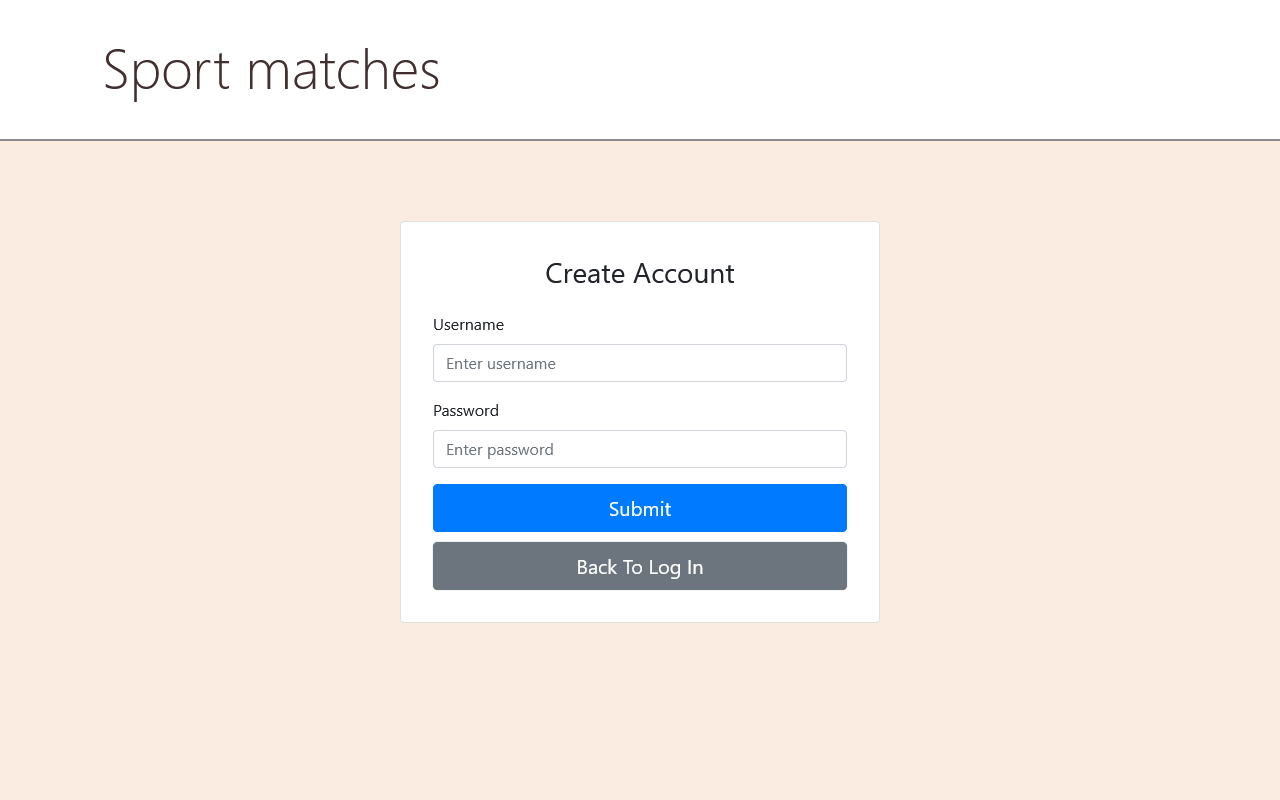 Sport matches
Create Account
Username
Enter username
Password
Enter password
Submit
Back To Log In